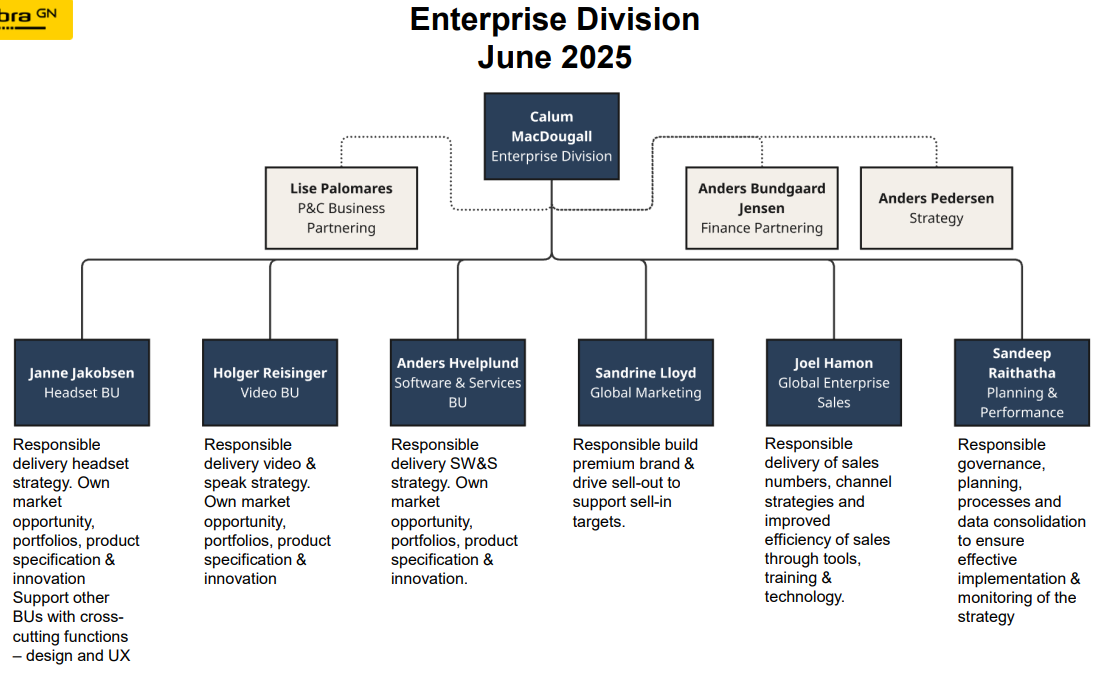 bra GN
Enterprise Division
June 2025
Calum
MacDougall
Enterprise Division
Lise Palomares
P&C Business
Partnering
Anders Bundgaard
Jensen
Finance Partnering
Anders Pedersen
Strategy
Janne Jakobsen
Headset BU
Holger Reisinger
Video BU
Anders Hvelplund
Software & Services
BU
Sandrine Lloyd
Global Marketing
Joel Hamon
Global Enterprise
Sales
Sandeep
Raithatha
Planning &
Performance
Responsible
delivery headset
strategy. Own
market
opportunity,
portfolios, product
specification &
innovation
Support other
BUs with cross-
cutting functions
– design and UX
Responsible
delivery video &
speak strategy.
Own market
opportunity,
portfolios, product
specification &
innovation
Responsible
delivery SW&S
strategy. Own
market
opportunity,
portfolios, product
specification &
innovation.
Responsible build
premium brand &
drive sell-out to
support sell-in
targets.
Responsible
delivery of sales
numbers, channel
strategies and
improved
efficiency of sales
through tools,
training &
technology.
Responsible
governance,
planning,
processes and
data consolidation
to ensure
effective
implementation &
monitoring of the
strategy